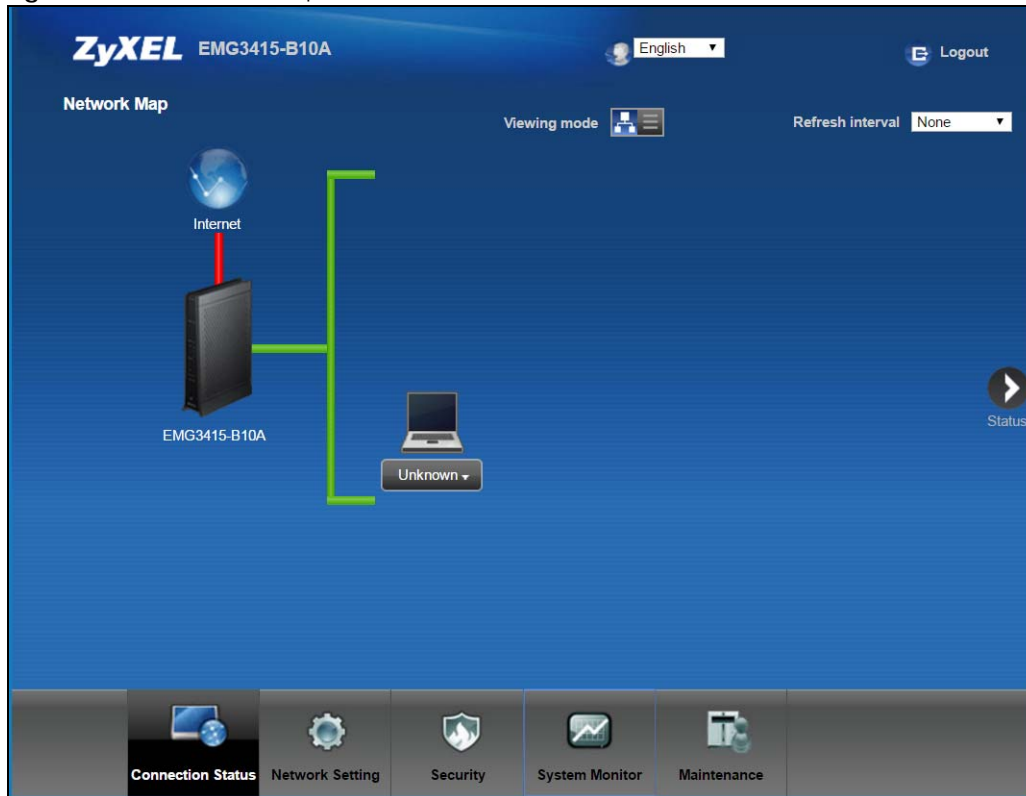 ZyXEL EMG3415-B10A
English
Logout
Network Map
Viewing mode
Refresh interval None
Internet
EMG3415-B10A
Unknown
Status
Connection Status Network Setting Security System Monitor Maintenance